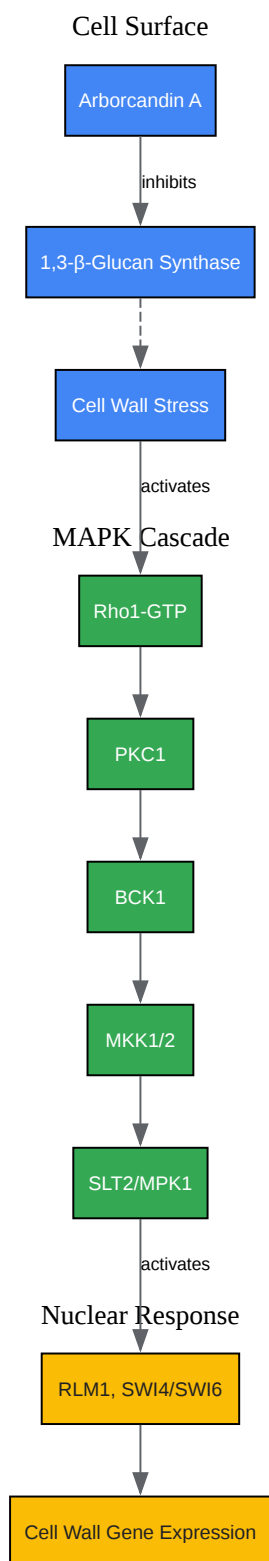 Cell Surface
Arborcandin A
inhibits
1,3-β-Glucan Synthase
Cell Wall Stress
activates
MAPK Cascade
Rho1-GTP
PKC1
BCK1
MKK1/2
SLT2/MPK1
activates
Nuclear Response
RLM1, SWI4/SWI6
Cell Wall Gene Expression